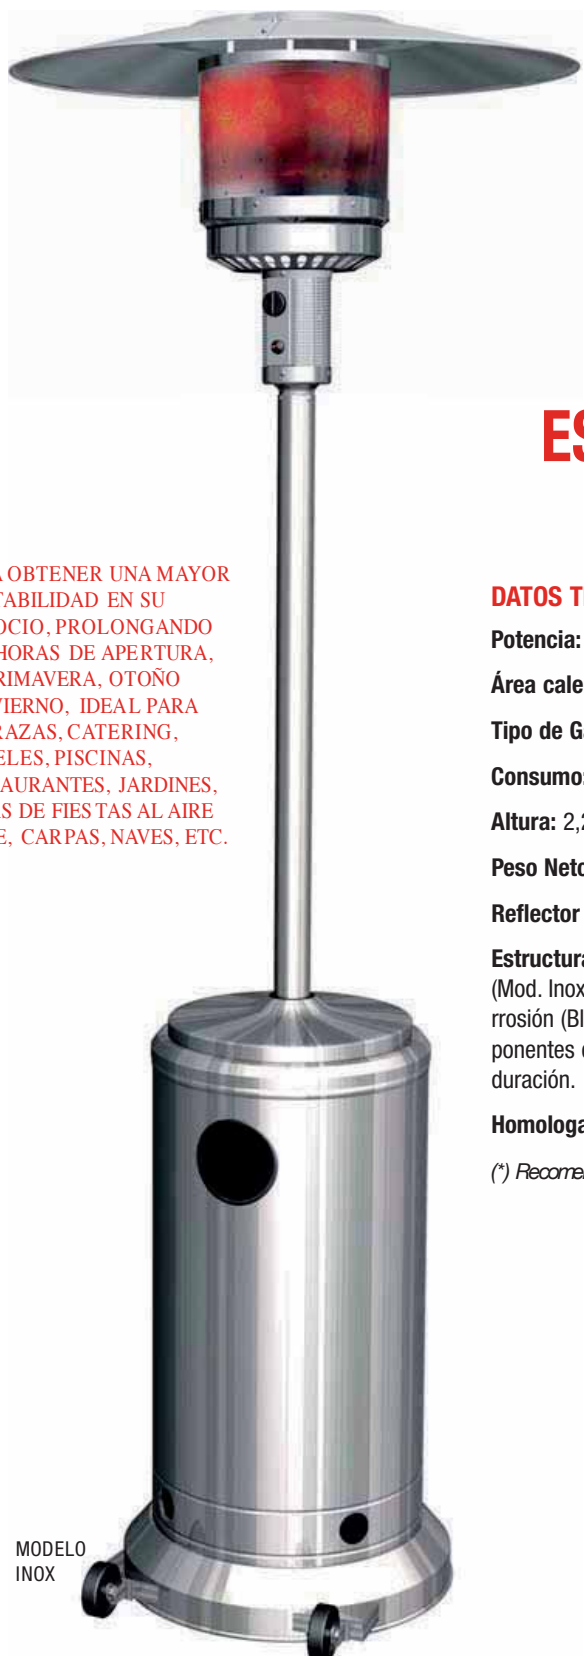 ES
OBTENER UNA MAYOR
TABILIDAD EN SU
OCIO, PROLONGANDO
HORAS DE APERTURA,
RIMAVERA, OTOÑO
VIERNO, IDEAL PARA
RAZAS, CATERING,
ELES, PISCINAS,
AURANTES, JARDINES,
S DE FIESTAS AL AIRE
E, CARPAS, NAVES, ETC.
DATOS T
Potencia:
Área cale
Tipo de G
Consumo:
Altura: 2,2
Peso Neto
Reflector
Estructura
(Mod. Inox
rrosión (Bl
ponentes
duración.
Homologa
(*) Recome
MODELO
INOX